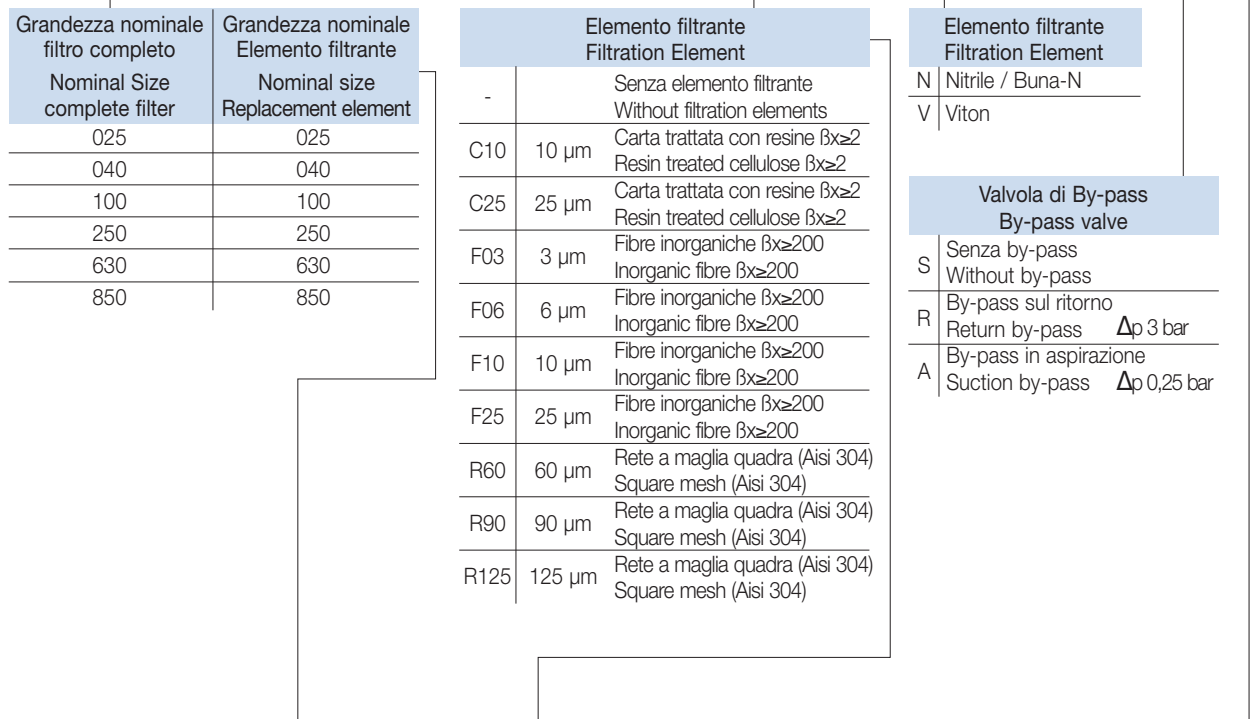 Grandezza nominale filtro completo
Nominal Size complete filter
Grandezza nominale Elemento filtrante
Nominal size Replacement element
025 025
040 040
100 100
250 250
630 630
850 850
Elemento filtrante
Filtration Element
- Senza elemento filtrante
Without filtration elements
C10 10 µm Carta trattata con resine ßx≥2
Resin treated cellulose ßx≥2
C25 25 µm Carta trattata con resine ßx≥2
Resin treated cellulose ßx≥2
F03 3 µm Fibre inorganiche ßx≥200
Inorganic fibre ßx≥200
F06 6 µm Fibre inorganiche ßx≥200
Inorganic fibre ßx≥200
F10 10 µm Fibre inorganiche ßx≥200
Inorganic fibre ßx≥200
F25 25 µm Fibre inorganiche ßx≥200
Inorganic fibre ßx≥200
R60 60 µm Rete a maglia quadra (Aisi 304)
Square mesh (Aisi 304)
R90 90 µm Rete a maglia quadra (Aisi 304)
Square mesh (Aisi 304)
R125 125 µm Rete a maglia quadra (Aisi 304)
Square mesh (Aisi 304)
Elemento filtrante
Filtration Element
N Nitrile / Buna-N
V Viton
Valvola di By-pass
By-pass valve
S Senza by-pass
Without by-pass
R By-pass sul ritorno
Return by-pass Δp 3 bar
A By-pass in aspirazione
Suction by-pass Δp 0,25 bar